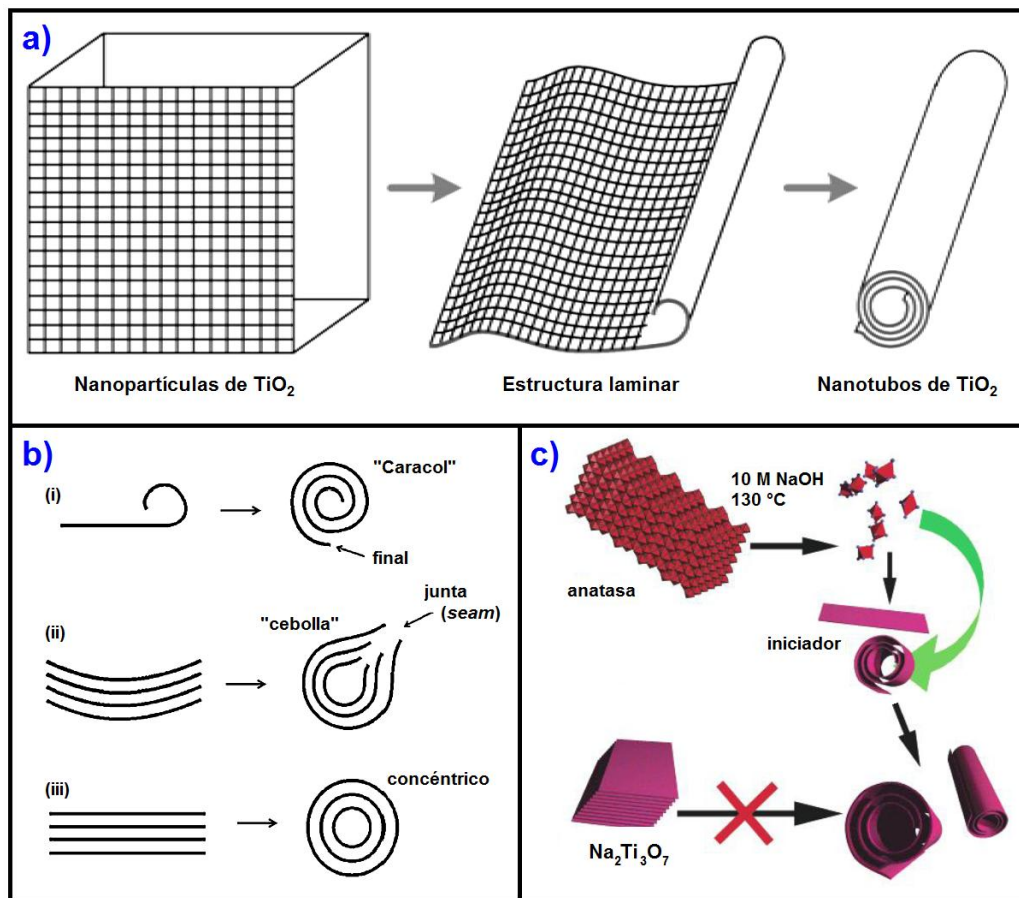 a)
Nanopartículas de TiO₂
Estructura laminar
Nanotubos de TiO₂
b)
(i)
"Caracol"
final
(ii)
"cebolla"
junta
(seam)
(iii)
concéntrico
c)
10 M NaOH
130 °C
anatasa
iniciador
Na₂Ti₃O₇